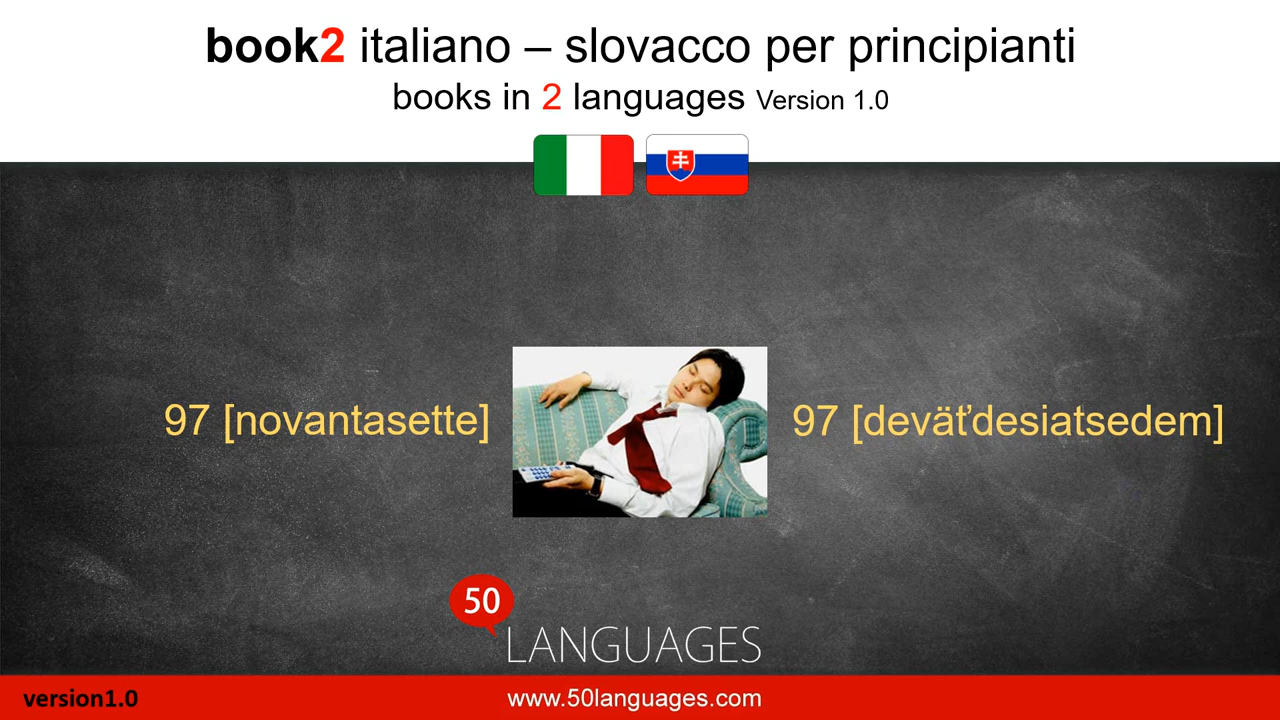 book2 italiano – slovacco per principianti
books in 2 languages Version 1.0
97 [novantasette]
97 [deväťdesiatsedem]
50
LANGUAGES
version1.0
www.50languages.com